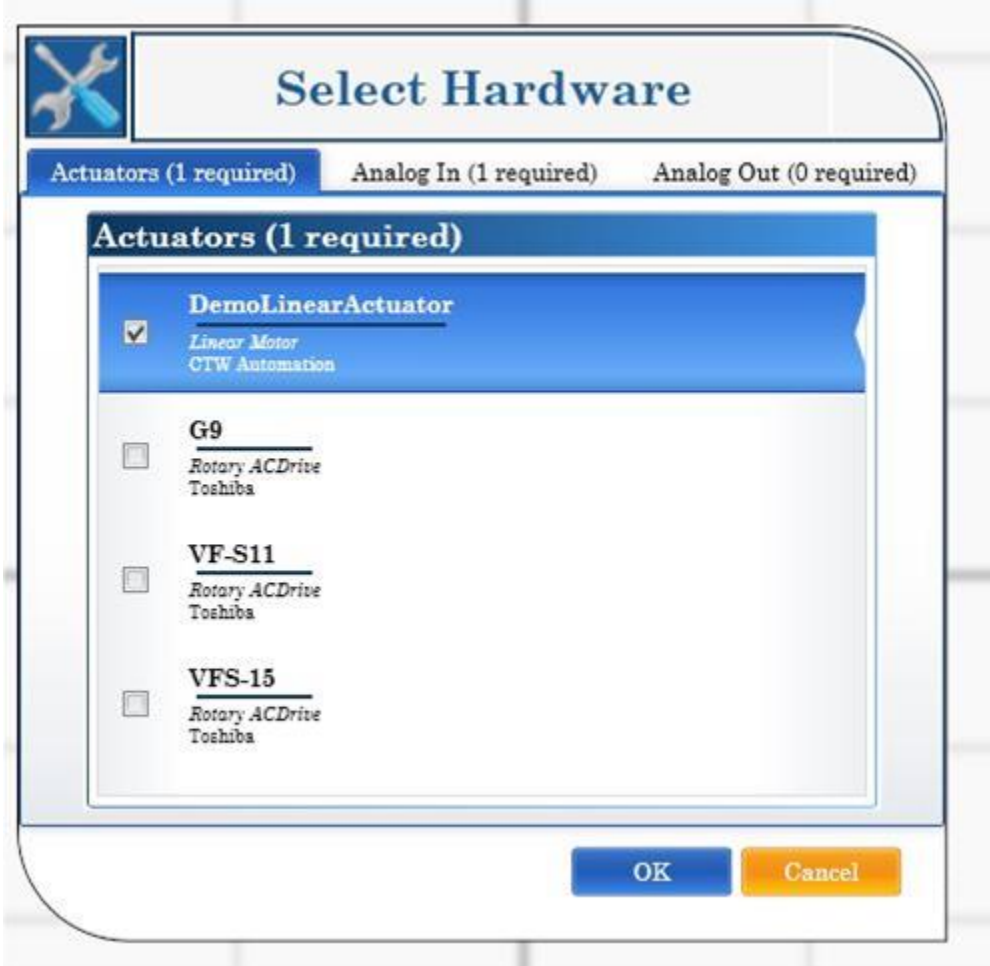 Select Hardware
Actuators (1 required) Analog In (1 required) Analog Out (0 required)
Actuators (1 required)
DemoLinearActuator
Linear Motor
CTW Automation
G9
Rotary ACDrive
Toshiba
VF-S11
Rotary ACDrive
Toshiba
VFS-15
Rotary ACDrive
Toshiba
OK Cancel